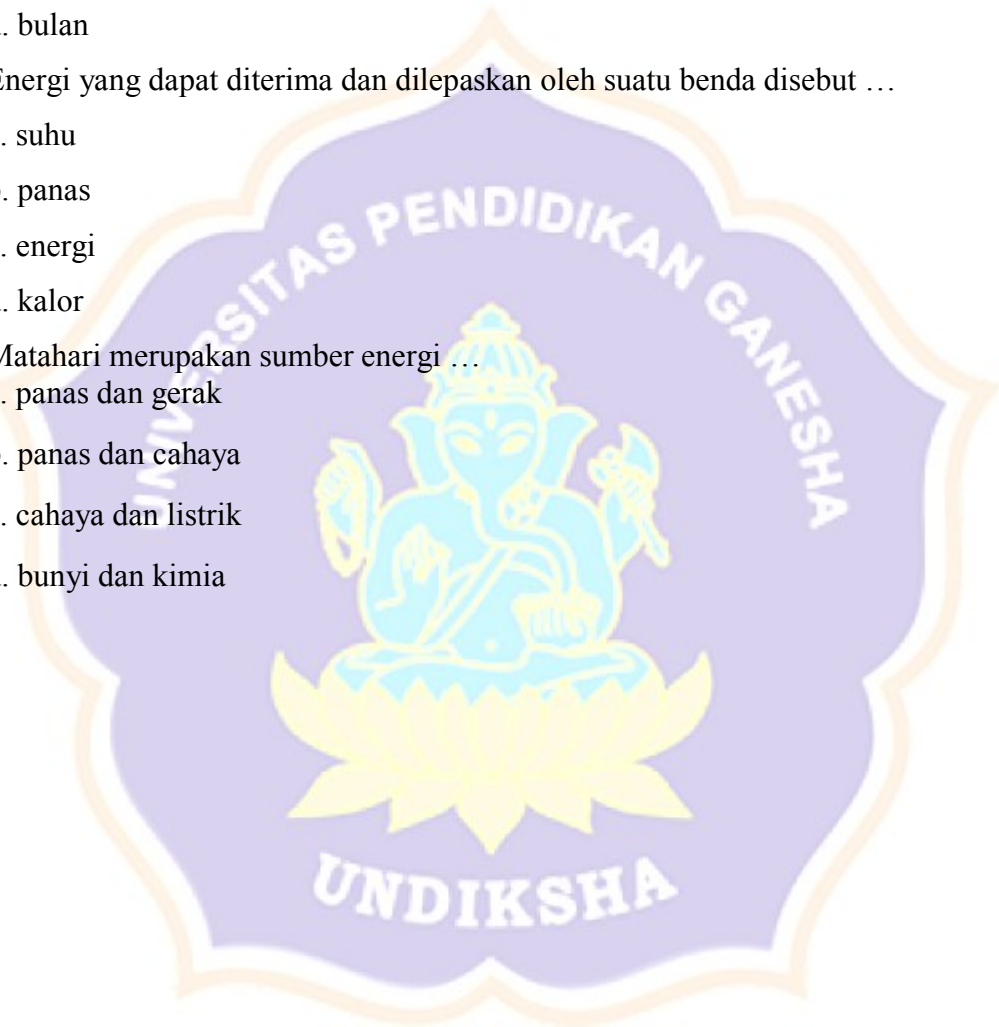 . bulan
Energi yang dapat diterima dan dilepaskan oleh suatu benda disebut …
. suhu
. panas
. energi
. kalor
Matahari merupakan sumber energi …
. panas dan gerak
. panas dan cahaya
. cahaya dan listrik
. bunyi dan kimia
UNIVERSITAS PENDIDIKAN GANESHA
UNDIKSHA